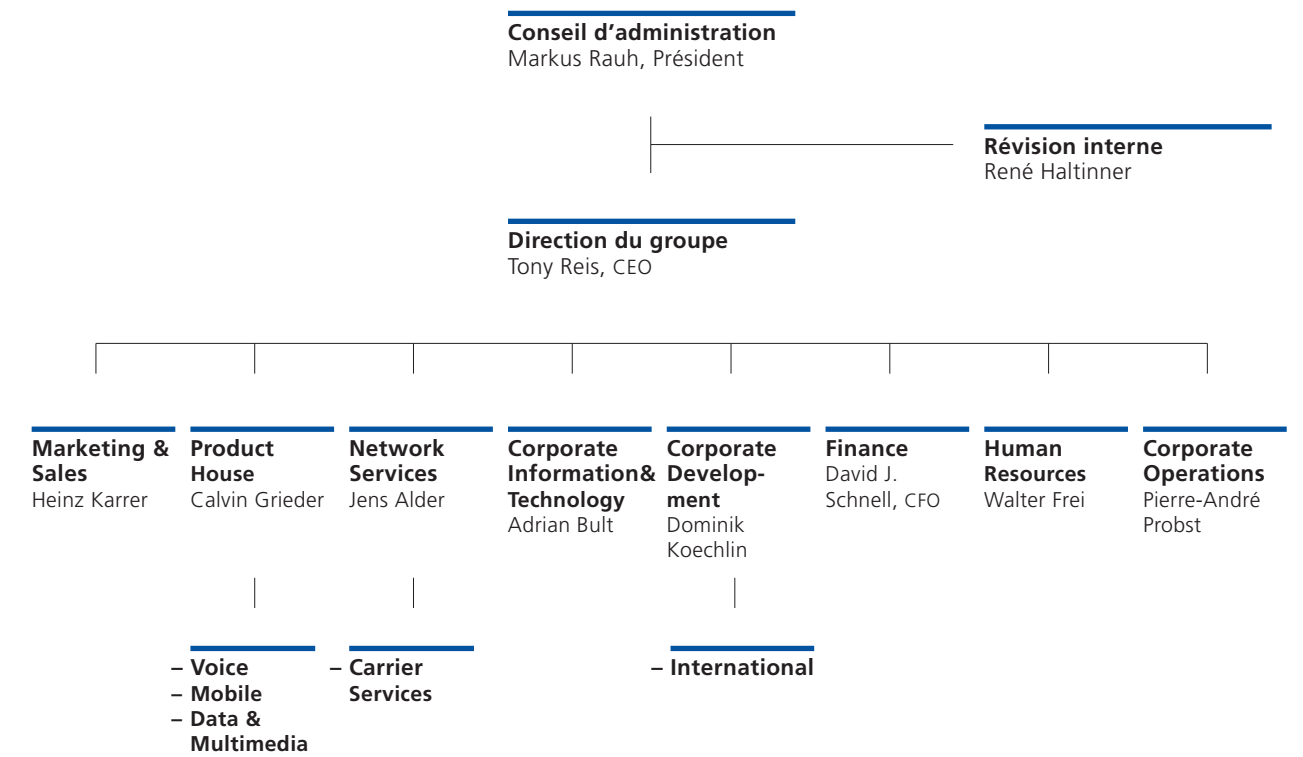 Conseil d’administration
Markus Rauh, Président
Révision interne
René Haltinner
Direction du groupe
Tony Reis, CEO
Marketing &
Sales
Heinz Karrer
Product
House
Calvin Grieder
Network
Services
Jens Alder
Corporate
Information&
Technology
Adrian Bult
Corporate
Develop-
ment
Dominik
Koechlin
Finance
David J.
Schnell, CFO
Human
Resources
Walter Frei
Corporate
Operations
Pierre-André
Probst
– Voice
– Mobile
– Data &
Multimedia
– Carrier
Services
– International